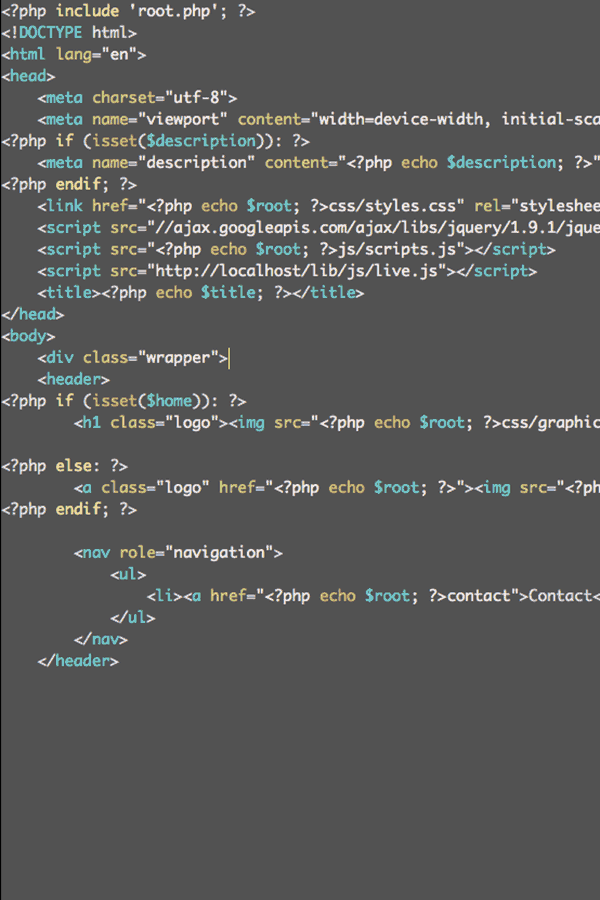 <?php include 'root.php'; ?>
<!DOCTYPE html>
<html lang="en">
<head>
    <meta charset="utf-8">
    <meta name="viewport" content="width=device-width, initial-sca
<?php if (isset($description)): ?>
    <meta name="description" content="<?php echo $description; ?>"
<?php endif; ?>
    <link href="<?php echo $root; ?>css/styles.css" rel="styleshee
    <script src="//ajax.googleapis.com/ajax/libs/jquery/1.9.1/jque
    <script src="<?php echo $root; ?>js/scripts.js"></script>
    <script src="http://localhost/lib/js/live.js"></script>
    <title><?php echo $title; ?></title>
</head>
<body>
    <div class="wrapper">
    <header>
<?php if (isset($home)): ?>
        <h1 class="logo"><img src="<?php echo $root; ?>css/graphic
<?php else: ?>
        <a class="logo" href="<?php echo $root; ?>"><img src="<?ph
<?php endif; ?>
        <nav role="navigation">
            <ul>
                <li><a href="<?php echo $root; ?>contact">Contact<
            </ul>
        </nav>
    </header>